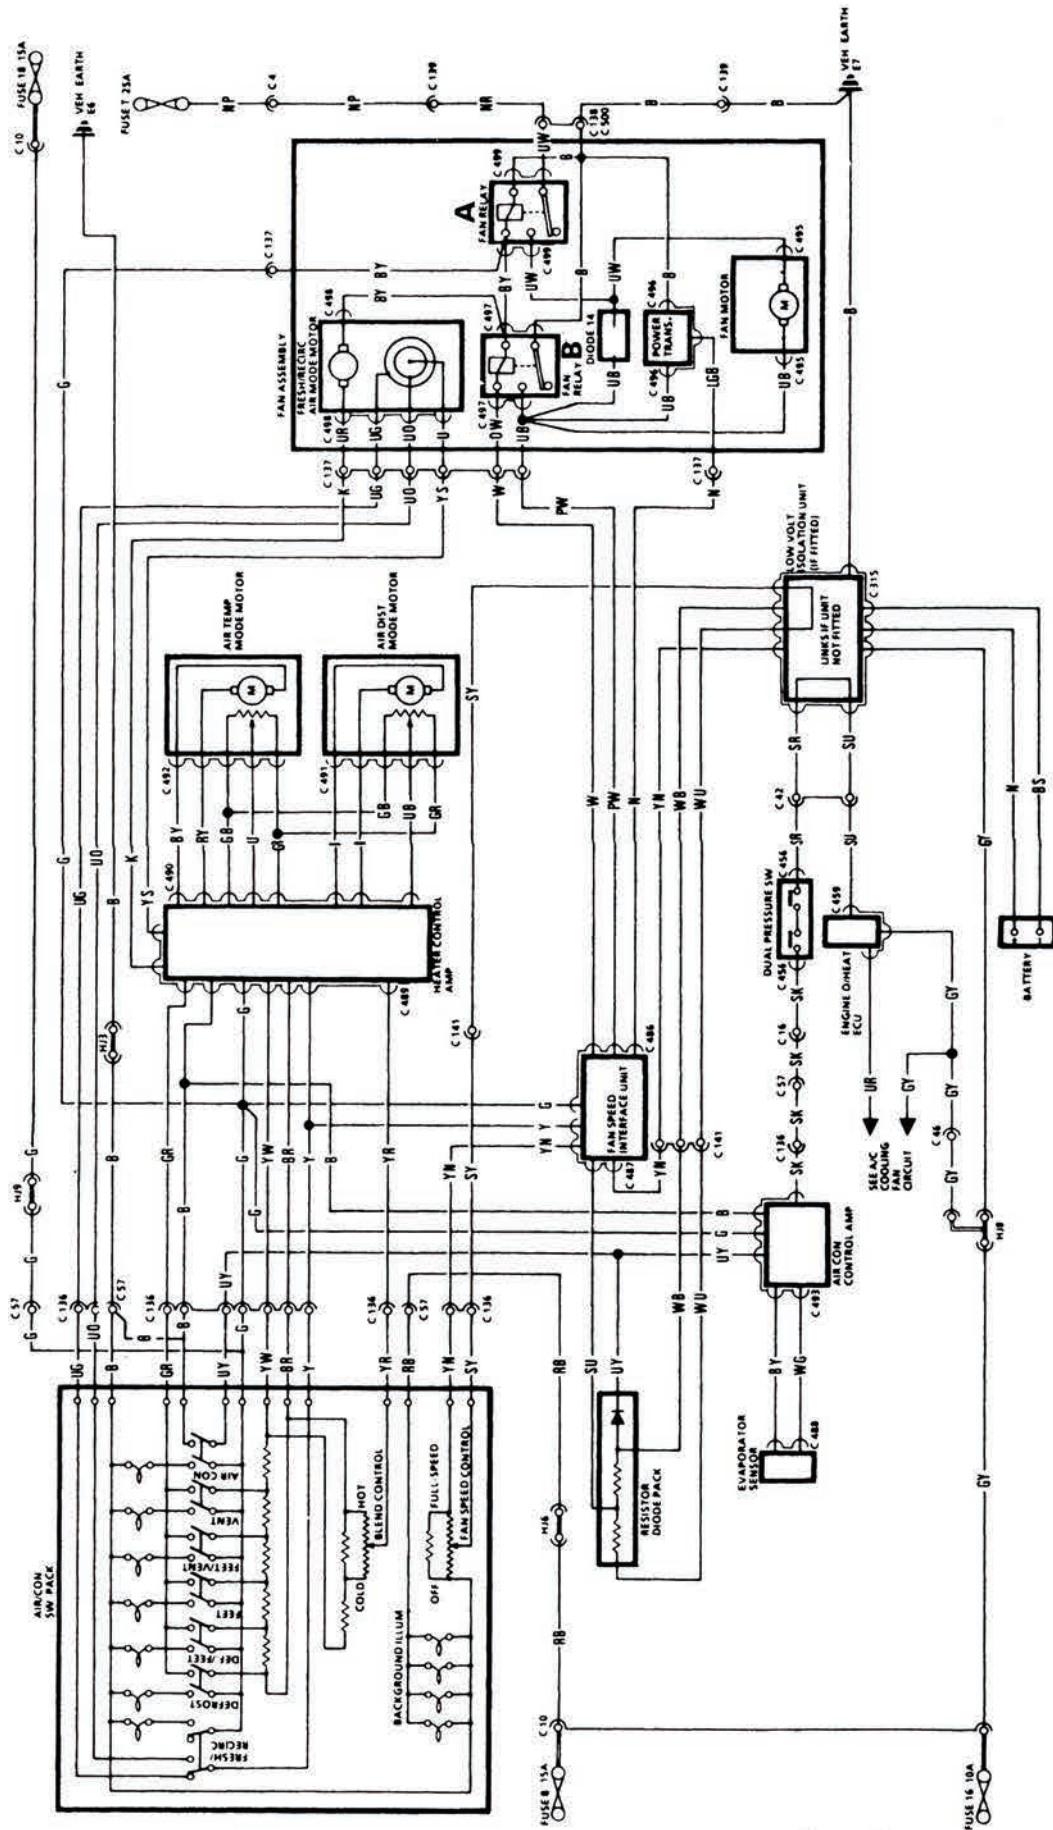 AIR/CON
SW PACK
FRESH/
RECIRC
DEFROST
DEF/FEET
FEET
FEET/VENT
VENT
AIR CON
COLD
HOT
BLEND CONTROL
BACKGROUND ILLUM
OFF
FULL-SPEED
FAN SPEED CONTROL
UG
UO
B
GR
B
UY
G
YW
BR
Y
YR
RB
YN
SY
C 57
C 136
C 57
C 136
C 136
C 57
C 136
G
HJ9
G
C 10
FUSE 18 15A
HJ3
B
VEH EARTH
E6
UG
UO
K
YS
G
C 137
BY
FUSE 7 25A
NP
C 4
NP
C 139
NR
C 138
C 500
B
C 139
B
VEH EARTH
E7
HEATER CONTROL
AMP
C 489
C 490
BY
RY
GB
U
GR
GB
UB
GR
C 492
AIR TEMP
MODE MOTOR
M
C 491
AIR DIST
MODE MOTOR
M
FAN ASSEMBLY
FRESH/RECIRC
AIR MODE MOTOR
C 137
K
UG
UO
YS
C 498
UR
UG
UO
U
C 498
BY
A
FAN RELAY
C 499
C 499
UW
BY
UW
B
C 497
B
FAN
RELAY
C 497
OW
UB
W
PW
DIODE 14
UB
UW
POWER
TRANS.
C 496
C 496
UB
B
LGB
C 137
N
FAN MOTOR
M
C 495
C 495
UB
C 141
SY
FAN SPEED
INTERFACE UNIT
C 486
C 487
YN
Y
G
W
PW
N
YN
WB
WU
C 141
LOW VOLT
ISOLATION UNIT
(IF FITTED)
LINKS IF UNIT
NOT FITTED
C 315
B
SR
SU
C 42
SR
SU
C 456
DUAL PRESSURE SW
C 456
SK
C 16
SK
C 57
SK
C 136
SK
C 459
ENGINE O/HEAT
ECU
UR
GY
SEE A/C
COOLING
FAN
CIRCUIT
GY
GY
C 46
GY
HJ8
GY
N
BS
BATTERY
+
−
AIR CON
CONTROL AMP
C 493
UY
G
B
BY
WG
EVAPORATOR
SENSOR
C 488
RESISTOR
DIODE PACK
SU
UY
WB
WU
RB
HJ6
RB
C 10
FUSE 8 15A
FUSE 16 10A
GY